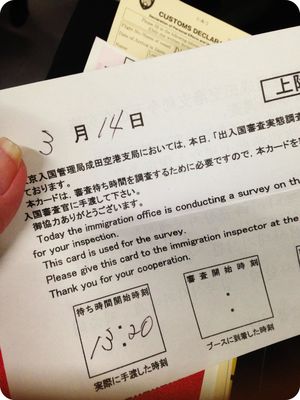 CUSTOMS DECLARA
上陸
3月14日
京入国管理局成田空港支局においては，本日，「出入国審査実態調
ております。
本カードは，審査待ち時間を調査するために必要ですので，本カードを
入国審査官に手渡して下さい。
御協力ありがとうございます。
Today the immigration office is conducting a survey on th
for your inspection.
This card is used for the survey.
Please give this card to the immigration inspector at the
Thank you for your cooperation.
待ち時間開始時刻
13:20
実際に手渡した時刻
審査開始時刻
:
ブースに到着した時刻